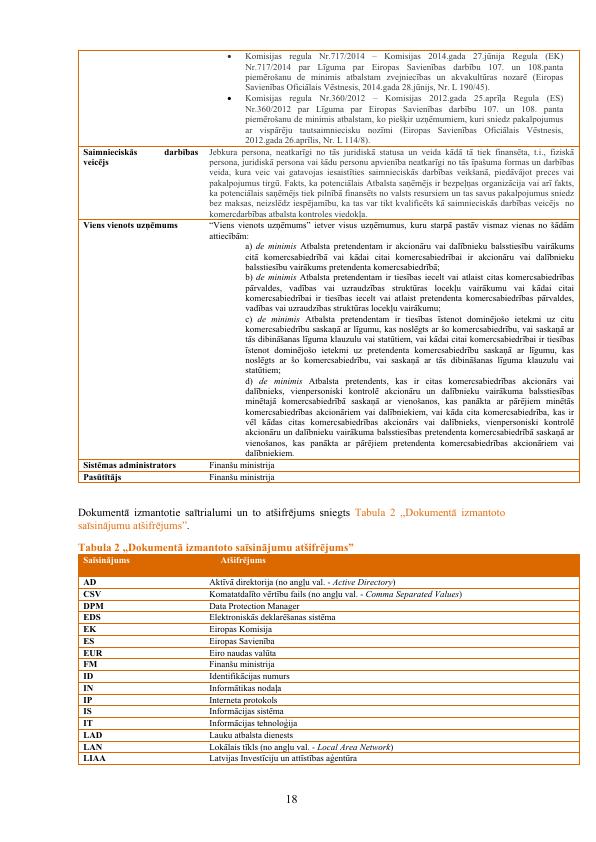 • Komisijas regula Nr.717/2014 – Komisijas 2014.gada 27.jūnija Regula (EK)
Nr.717/2014 par Līguma par Eiropas Savienības darbību 107. un 108.panta
piemērošanu de minimis atbalstam zvejniecības un akvakultūras nozarē (Eiropas
Savienības Oficiālais Vēstnesis, 2014.gada 28.jūnijs, Nr. L 190/45).
• Komisijas regula Nr.360/2012 – Komisijas 2012.gada 25.aprīļa Regula (ES)
Nr.360/2012 par Līguma par Eiropas Savienības darbību 107. un 108. panta
piemērošanu de minimis atbalstam, ko piešķir uzņēmumiem, kuri sniedz pakalpojumus
ar vispārēju tautsaimniecisku nozīmi (Eiropas Savienības Oficiālais Vēstnesis,
2012.gada 26.aprīlis, Nr. L 114/8).
Saimnieciskās darbības
veicējs
Jebkura persona, neatkarīgi no tās juridiskā statusa un veida kādā tā tiek finansēta, t.i., fiziskā
persona, juridiskā persona vai šādu personu apvienība neatkarīgi no tās īpašuma formas un darbības
veida, kura veic vai gatavojas iesaistīties saimnieciskās darbības veikšanā, piedāvājot preces vai
pakalpojumus tirgū. Fakts, ka potenciālais Atbalsta saņēmējs ir bezpeļņas organizācija vai arī fakts,
ka potenciālais saņēmējs tiek pilnībā finansēts no valsts resursiem un tas savus pakalpojumus sniedz
bez maksas, neizslēdz iespējamību, ka tas var tikt kvalificēts kā saimnieciskās darbības veicējs no
komercdarbības atbalsta kontroles viedokļa.
Viens vienots uzņēmums
“Viens vienots uzņēmums” ietver visus uzņēmumus, kuru starpā pastāv vismaz vienas no šādām
attiecībām:
a) de minimis Atbalsta pretendentam ir akcionāru vai dalībnieku balsstiesību vairākums
citā komercsabiedrībā vai kādai citai komercsabiedrībai ir akcionāru vai dalībnieku
balsstiesību vairākums pretendenta komercsabiedrībā;
b) de minimis Atbalsta pretendentam ir tiesības iecelt vai atlaist citas komercsabiedrības
pārvaldes, vadības vai uzraudzības struktūras locekļu vairākumu vai kādai citai
komercsabiedrībai ir tiesības iecelt vai atlaist pretendenta komercsabiedrības pārvaldes,
vadības vai uzraudzības struktūras locekļu vairākumu;
c) de minimis Atbalsta pretendentam ir tiesības īstenot dominējošo ietekmi uz citu
komercsabiedrību saskaņā ar līgumu, kas noslēgts ar šo komercsabiedrību, vai saskaņā ar
tās dibināšanas līguma klauzulu vai statūtiem, vai kādai citai komercsabiedrībai ir tiesības
īstenot dominējošo ietekmi uz pretendenta komercsabiedrību saskaņā ar līgumu, kas
noslēgts ar šo komercsabiedrību, vai saskaņā ar tās dibināšanas līguma klauzulu vai
statūtiem;
d) de minimis Atbalsta pretendents, kas ir citas komercsabiedrības akcionārs vai
dalībnieks, vienpersoniski kontrolē akcionāru un dalībnieku vairākuma balsstiesības
minētajā komercsabiedrībā saskaņā ar vienošanos, kas panākta ar pārējiem minētās
komercsabiedrības akcionāriem vai dalībniekiem, vai kāda cita komercsabiedrība, kas ir
vēl kādas citas komercsabiedrības akcionārs vai dalībnieks, vienpersoniski kontrolē
akcionāru un dalībnieku vairākuma balsstiesības pretendenta komercsabiedrībā saskaņā ar
vienošanos, kas panākta ar pārējiem pretendenta komercsabiedrības akcionāriem vai
dalībniekiem.
Sistēmas administrators Finanšu ministrija
Pasūtītājs Finanšu ministrija
Dokumentā izmantotie saīsinājumi un to atšifrējums sniegts Tabula 2 „Dokumentā izmantoto
saīsinājumu atšifrējums”.
Tabula 2 „Dokumentā izmantoto saīsinājumu atšifrējums”
Saīsinājums Atšifrējums
AD Aktīvā direktorija (no angļu val. - Active Directory)
CSV Komatatdalīto vērtību fails (no angļu val. - Comma Separated Values)
DPM Data Protection Manager
EDS Elektroniskās deklarēšanas sistēma
EK Eiropas Komisija
ES Eiropas Savienība
EUR Eiro naudas valūta
FM Finanšu ministrija
ID Identifikācijas numurs
IN Informātikas nodaļa
IP Interneta protokols
IS Informācijas sistēma
IT Informācijas tehnoloģija
LAD Lauku atbalsta dienests
LAN Lokālais tīkls (no angļu val. - Local Area Network)
LIAA Latvijas Investīciju un attīstības aģentūra
18